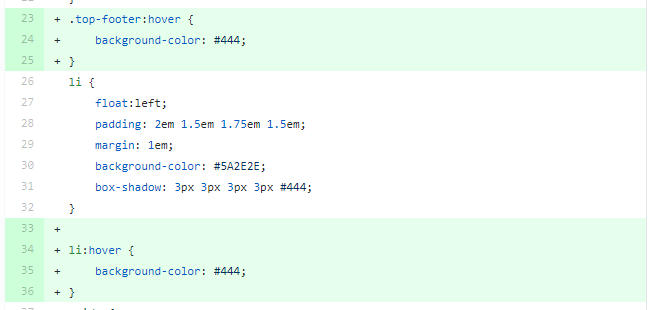 23 + .top-footer:hover {
24 +     background-color: #444;
25 + }
26   li {
27       float:left;
28       padding: 2em 1.5em 1.75em 1.5em;
29       margin: 1em;
30       background-color: #5A2E2E;
31       box-shadow: 3px 3px 3px 3px #444;
32   }
33 +
34 + li:hover {
35 +     background-color: #444;
36 + }